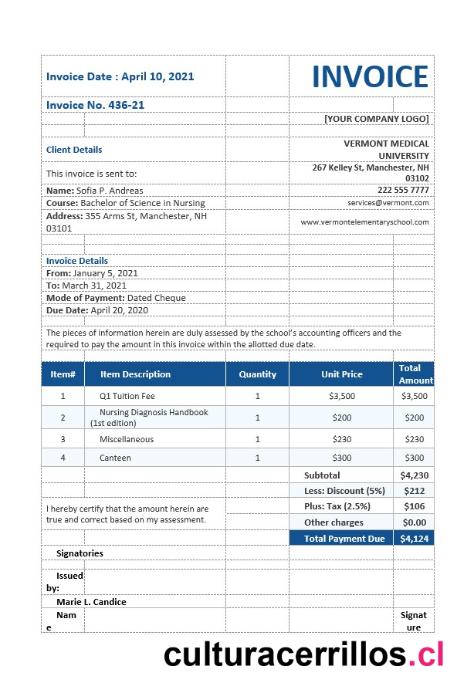 Invoice Date : April 10, 2021
INVOICE
Invoice No. 436-21
[YOUR COMPANY LOGO]
Client Details
VERMONT MEDICAL
UNIVERSITY
This invoice is sent to:
267 Kelley St, Manchester, NH
03102
Name: Sofia P. Andreas
222 555 7777
Course: Bachelor of Science in Nursing
services@vermont.com
Address: 355 Arms St, Manchester, NH
03101
www.vermontelementaryschool.com
Invoice Details
From: January 5, 2021
To: March 31, 2021
Mode of Payment: Dated Cheque
Due Date: April 20, 2020
The pieces of information herein are duly assessed by the school's accounting officers and the
required to pay the amount in this invoice within the allotted due date.
Item# Item Description Quantity Unit Price Total
Amount
1 Q1 Tuition Fee 1 $3,500 $3,500
2 Nursing Diagnosis Handbook
(1st edition) 1 $200 $200
3 Miscellaneous 1 $230 $230
4 Canteen 1 $300 $300
Subtotal $4,230
Less: Discount (5%) $212
I hereby certify that the amount herein are
true and correct based on my assessment.
Plus: Tax (2.5%) $106
Other charges $0.00
Total Payment Due $4,124
Signatories
Issued
by:
Marie L. Candice
Nam
e
Signat
ure
culturacerrillos.cl